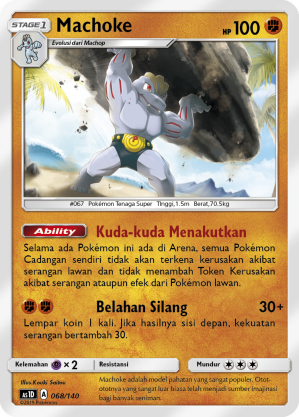 STAGE 1
Machoke
HP 100
Evolusi dari Machop
#067 Pokémon Tenaga Super Tinggi, 1.5m Berat, 70.5kg
Ability Kuda-kuda Menakutkan
Selama ada Pokémon ini ada di Arena, semua Pokémon
Cadangan sendiri tidak akan terkena kerusakan akibat
serangan lawan dan tidak menambah Token Kerusakan
akibat serangan ataupun efek dari Pokémon lawan.
Belahan Silang 30+
Lempar koin 1 kali. Jika hasilnya sisi depan, kekuatan
serangan bertambah 30.
Kelemahan × 2 Resistansi Mundur
Illus. Kouki Saitou
AS1D A 068/140
Machoke adalah model pahatan yang sangat populer. Otot-
ototnya yang sangat luar biasa telah menjadi sumber imajinasi
bagi banyak seniman.